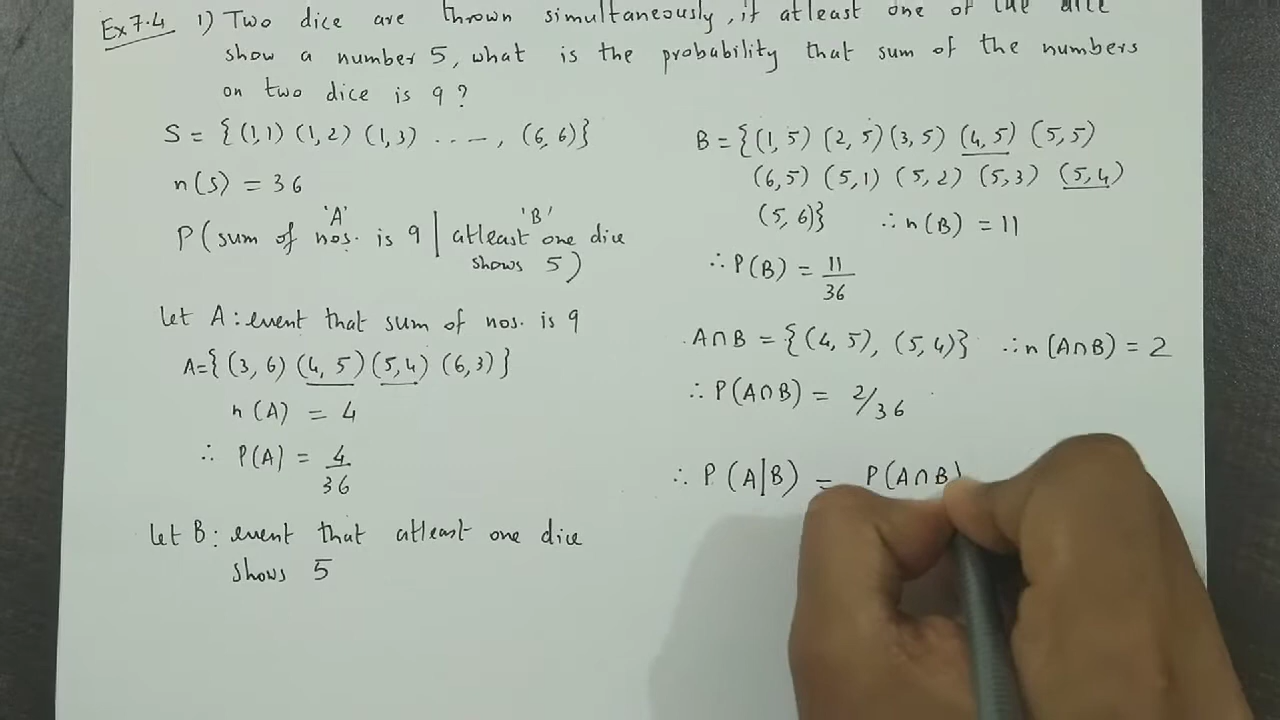 Ex 7.4 1) Two dice are thrown simultaneously, if atleast one of the dice
show a number 5, what is the probability that sum of the numbers
on two dice is 9?
S = {(1,1) (1,2) (1,3) ...—, (6,6)}
n(S) = 36
'A' 'B'
P(sum of nos. is 9 | atleast one dice
shows 5)
Let A: event that sum of nos. is 9
A={(3,6) (4,5) (5,4) (6,3)}
n(A) = 4
∴ P(A) = 4/36
Let B: event that atleast one dice
shows 5
B = {(1,5) (2,5) (3,5) (4,5) (5,5)
(6,5) (5,1) (5,2) (5,3) (5,4)
(5,6)} ∴ n(B) = 11
∴ P(B) = 11/36
A∩B = {(4,5), (5,4)} ∴ n(A∩B) = 2
∴ P(A∩B) = 2/36
∴ P(A|B) = P(A∩B)